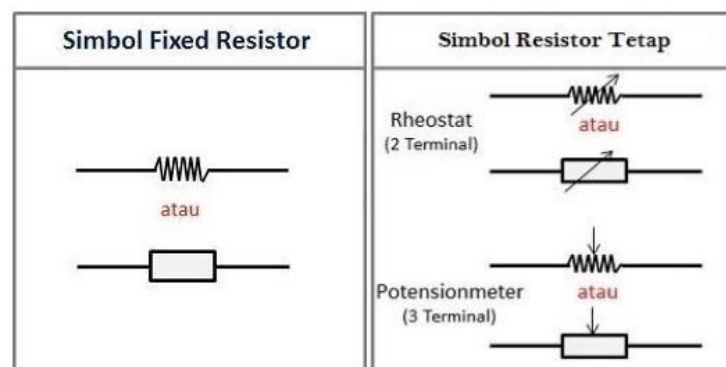 Simbol Fixed Resistor
atau
Simbol Resistor Tetap
Rheostat
(2 Terminal)
atau
Potensionmeter
(3 Terminal)
atau